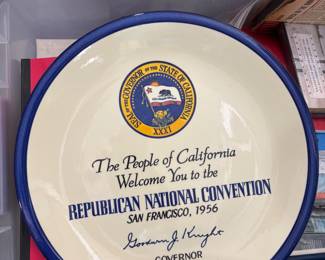 SEAL OF THE GOVERNOR OF THE STATE OF CALIFORNIA
XXXI
The People of California
Welcome You to the
REPUBLICAN NATIONAL CONVENTION
SAN FRANCISCO, 1956
Goodwin J. Knight
GOVERNOR